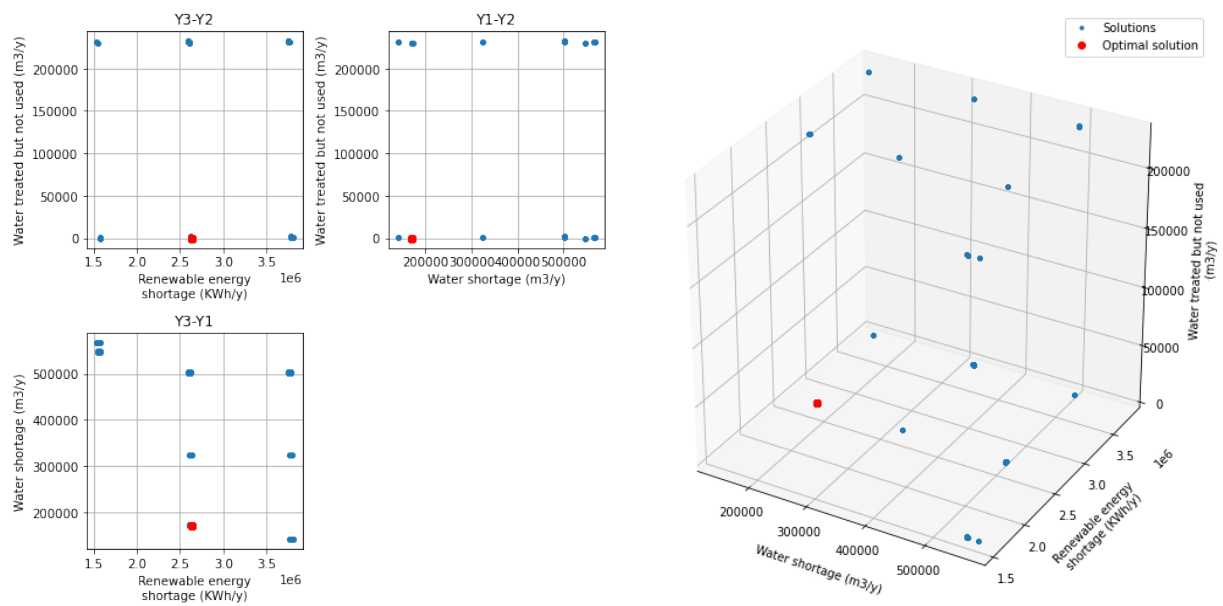 Y3-Y2
Water treated but not used (m3/y)
200000
150000
100000
50000
0
1.5
2.0
2.5
3.0
3.5
1e6
Renewable energy
shortage (KWh/y)
Y1-Y2
Water treated but not used (m3/y)
200000
150000
100000
50000
0
200000
300000
400000
500000
Water shortage (m3/y)
Y3-Y1
Water shortage (m3/y)
500000
400000
300000
200000
1.5
2.0
2.5
3.0
3.5
1e6
Renewable energy
shortage (KWh/y)
Solutions
Optimal solution
200000
150000
100000
50000
0
Water treated but not used
(m3/y)
1e6
3.5
3.0
2.5
2.0
1.5
Renewable energy
shortage (KWh/y)
200000
300000
400000
500000
Water shortage (m3/y)